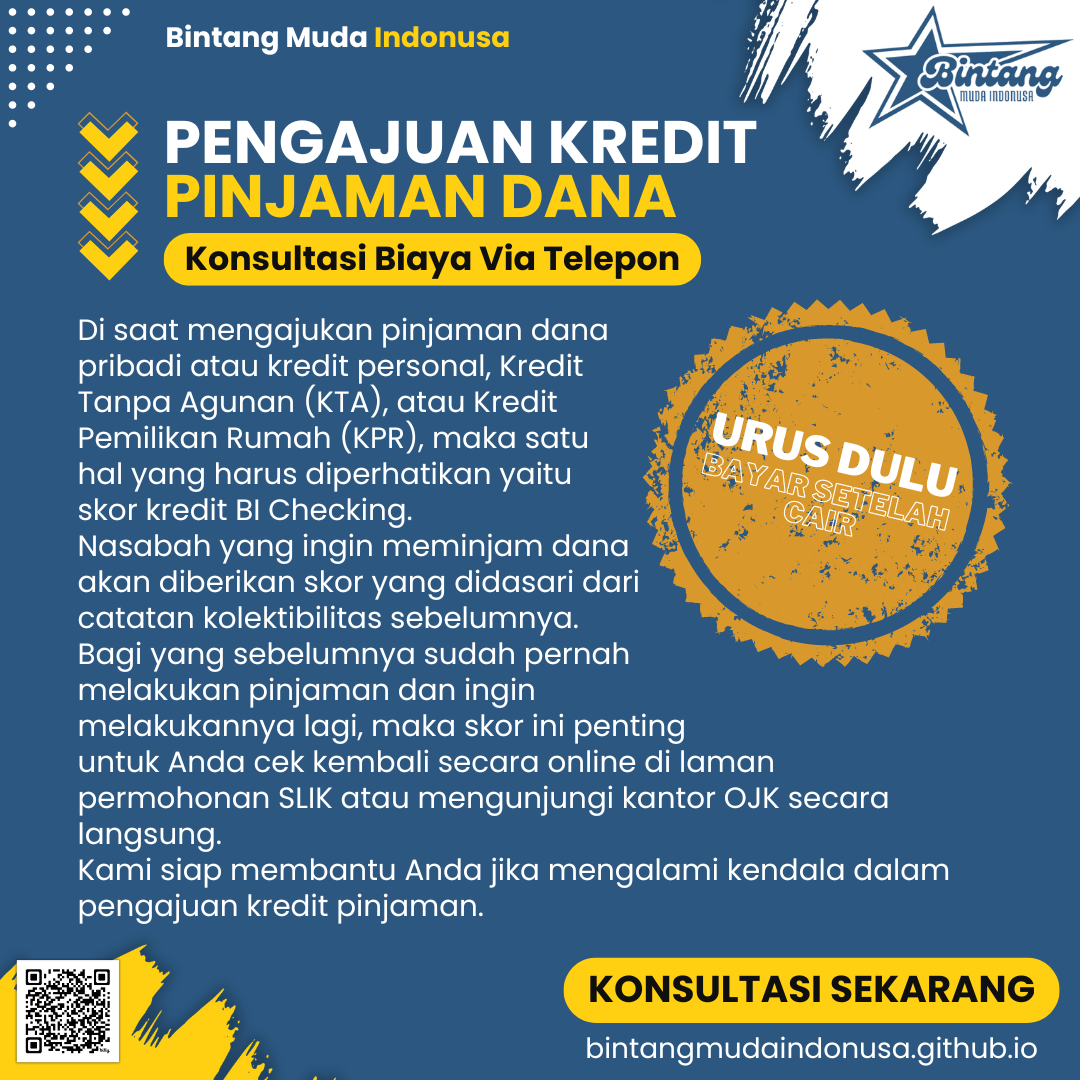 Bintang Muda Indonusa
Bintang
MUDA INDONUSA
PENGAJUAN KREDIT
PINJAMAN DANA
Konsultasi Biaya Via Telepon
Di saat mengajukan pinjaman dana
pribadi atau kredit personal, Kredit
Tanpa Agunan (KTA), atau Kredit
Pemilikan Rumah (KPR), maka satu
hal yang harus diperhatikan yaitu
skor kredit BI Checking.
Nasabah yang ingin meminjam dana
akan diberikan skor yang didasari dari
catatan kolektibilitas sebelumnya.
Bagi yang sebelumnya sudah pernah
melakukan pinjaman dan ingin
melakukannya lagi, maka skor ini penting
untuk Anda cek kembali secara online di laman
permohonan SLIK atau mengunjungi kantor OJK secara
langsung.
Kami siap membantu Anda jika mengalami kendala dalam
pengajuan kredit pinjaman.
URUS DULU
BAYAR SETELAH
CAIR
KONSULTASI SEKARANG
bintangmudaindonusa.github.io